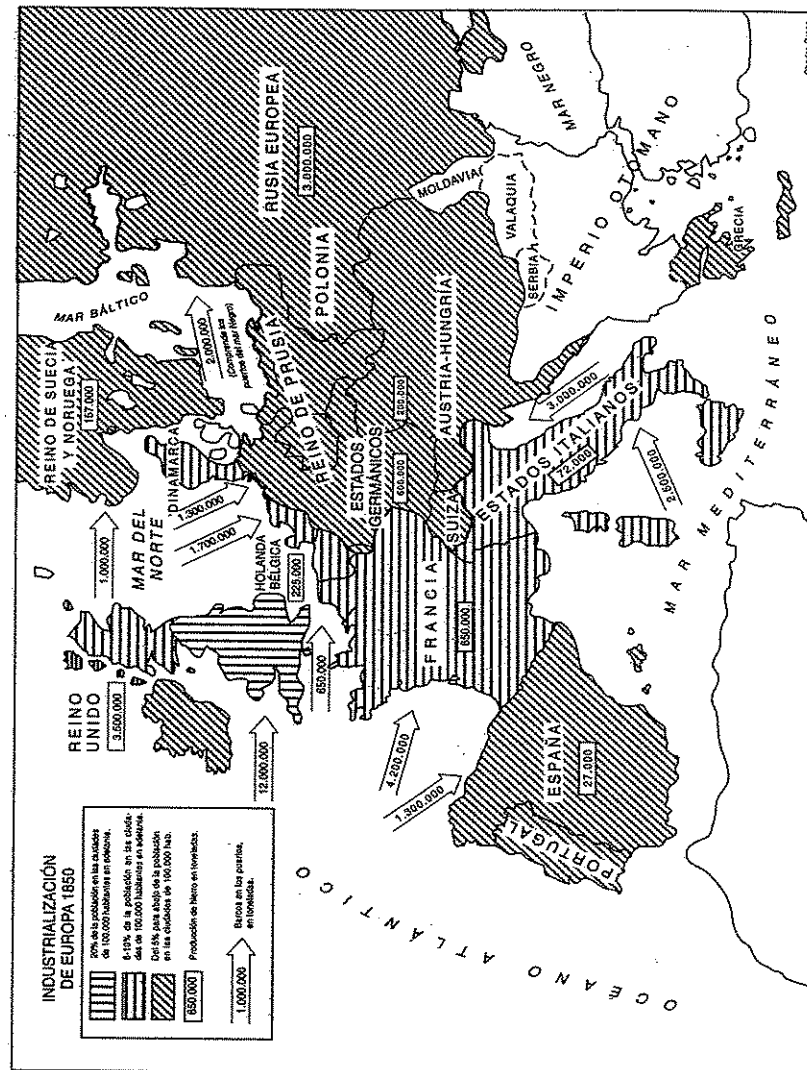 INDUSTRIALIZACIÓN
DE EUROPA 1850
20% de la población en las ciudades
de 100.000 habitantes en adelante.
6-10% de la población en las ciuda-
des de 100.000 habitantes en adelante.
Del 5% para abajo de la población
en las ciudades de 100.000 hab.
650.000
Producción de hierro en toneladas.
1.000.000
Barcos en los puertos,
en toneladas.
REINO
UNIDO
3.500.000
12.000.000
650.000
4.200.000
1.300.000
OCEANO ATLÁNTICO
PORTUGAL
ESPAÑA
27.000
FRANCIA
650.000
HOLANDA
BÉLGICA
225.000
1.000.000
MAR DEL
NORTE
1.300.000
1.700.000
DINAMARCA
REINO DE SUECIA
Y NORUEGA
157.000
MAR BÁLTICO
2.000.000
(Comprende los
puertos del mar Negro)
REINO DE PRUSIA
ESTADOS
GERMÁNICOS
600.000
200.000
SUIZA
AUSTRIA-HUNGRÍA
POLONIA
RUSIA EUROPEA
ESTADOS ITALIANOS
72.000
3.000.000
2.500.000
MAR MEDITERRÁNEO
MOLDAVIA
VALAQUIA
SERBIA
IMPERIO OTOMANO
GRECIA
MAR NEGRO